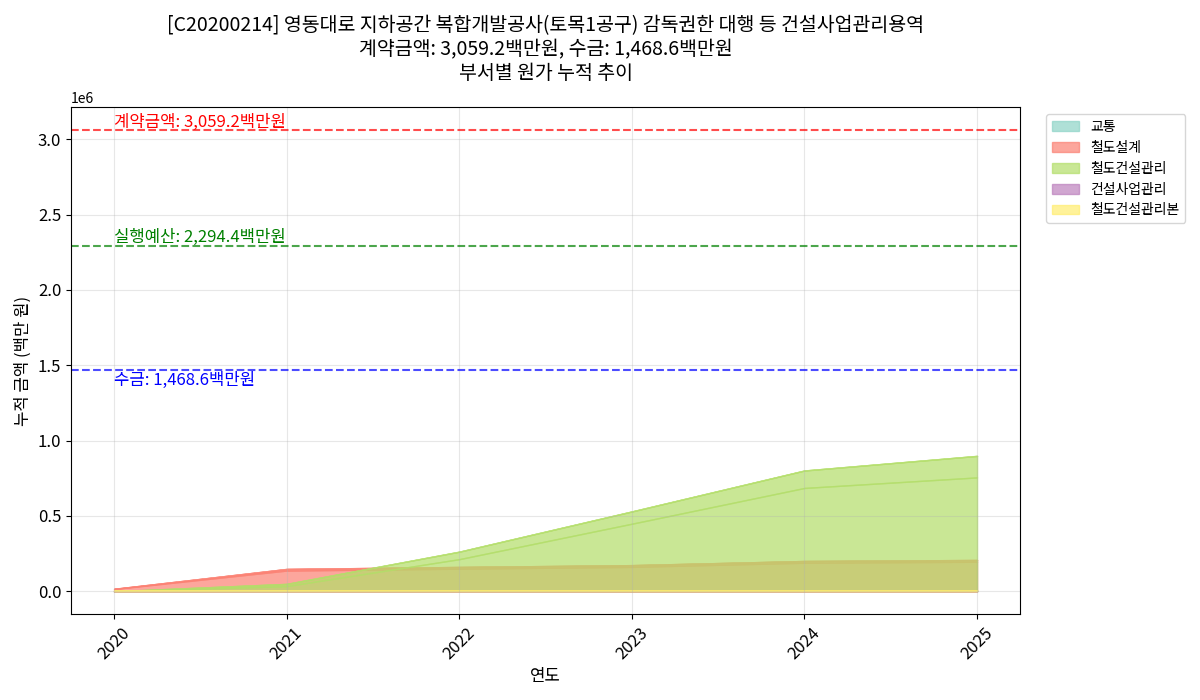 [C20200214] 영동대로 지하공간 복합개발공사(토목1공구) 감독권한 대행 등 건설사업관리용역
계약금액: 3,059.2백만원, 수금: 1,468.6백만원
부서별 원가 누적 추이
1e6
계약금액: 3,059.2백만원
실행예산: 2,294.4백만원
수금: 1,468.6백만원
3.0
2.5
2.0
1.5
1.0
0.5
0.0
누적 금액 (백만 원)
2020
2021
2022
2023
2024
2025
연도
교통
철도설계
철도건설관리
건설사업관리
철도건설관리본